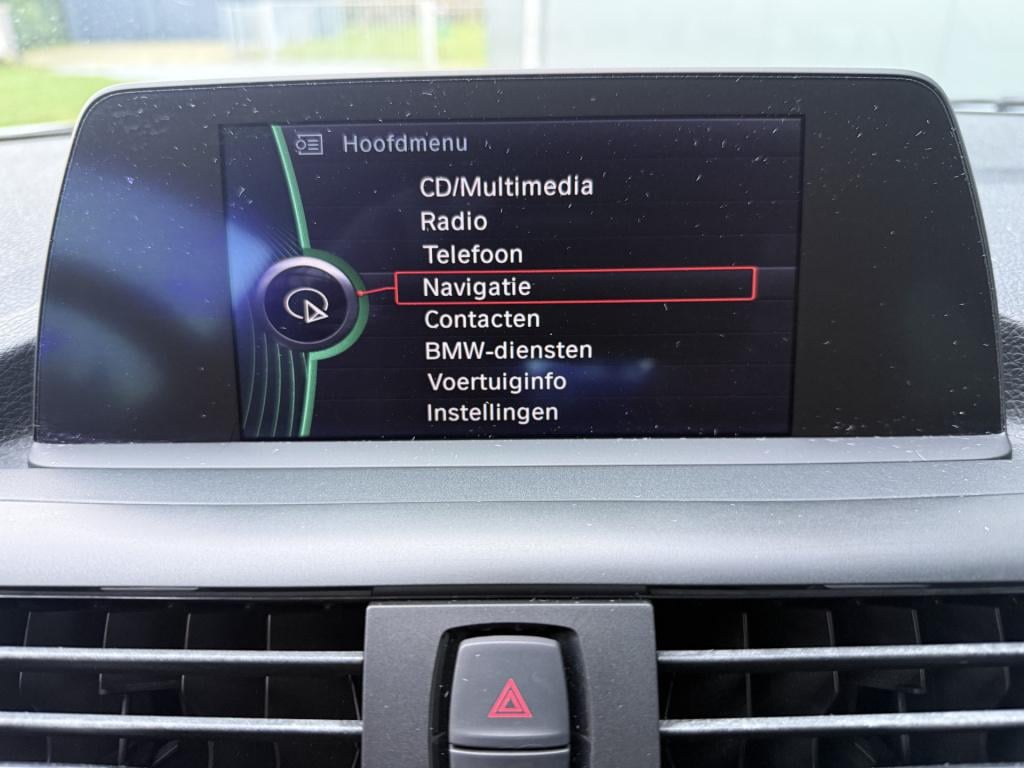 Hoofdmenu
CD/Multimedia
Radio
Telefoon
Navigatie
Contacten
BMW-diensten
Voertuiginfo
Instellingen